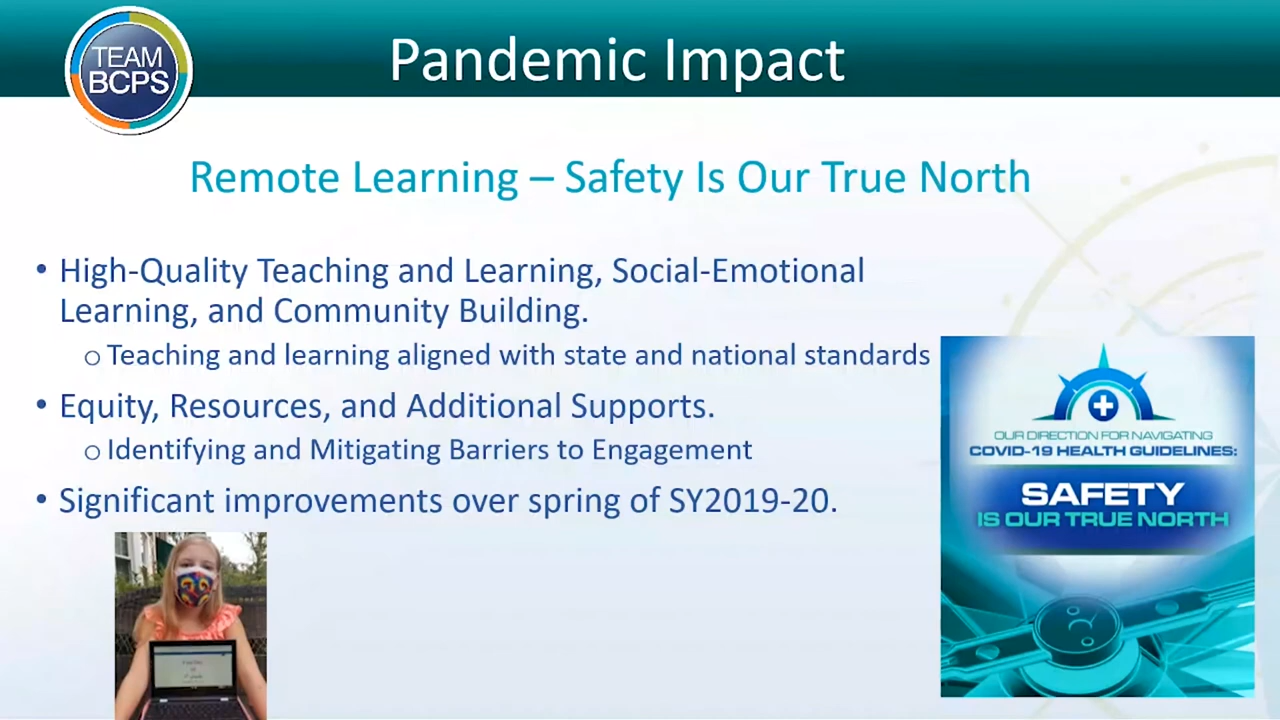 TEAM
BCPS
Pandemic Impact
Remote Learning – Safety Is Our True North
• High-Quality Teaching and Learning, Social-Emotional
Learning, and Community Building.
o Teaching and learning aligned with state and national standards
• Equity, Resources, and Additional Supports.
o Identifying and Mitigating Barriers to Engagement
• Significant improvements over spring of SY2019-20.
OUR DIRECTION FOR NAVIGATING
COVID-19 HEALTH GUIDELINES:
SAFETY
IS OUR TRUE NORTH